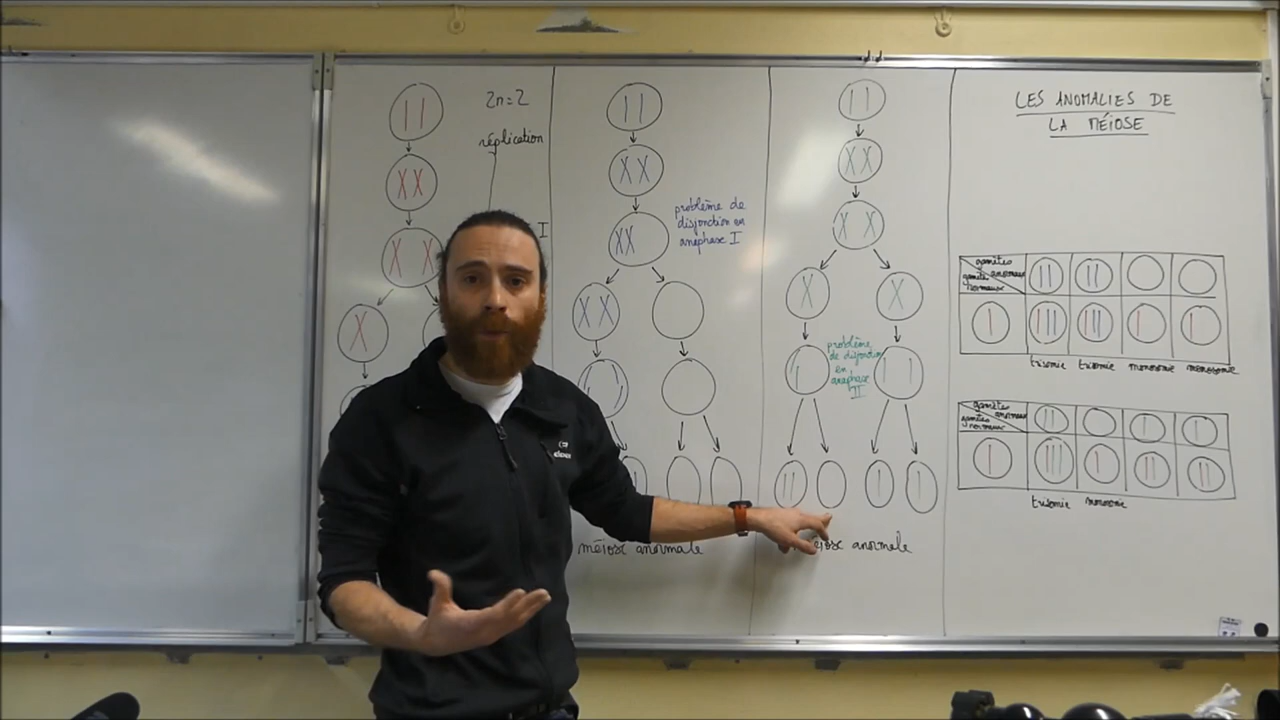 2n=2
réplication
I
problème de
disjonction en
anaphase I
méiose anormale
problème
de disjonction
en
anaphase
II
anormale
LES ANOMALIES DE
LA MÉIOSE
gamètes
anormaux
gamètes
normaux
trisomie trisomie monosomie monosomie
gamètes
anormaux
gamètes
normaux
trisomie monosomie